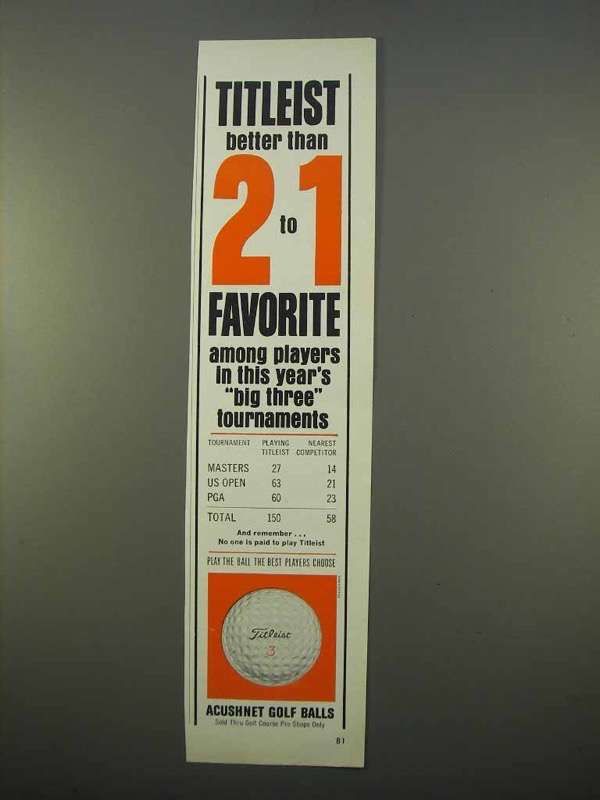 TITLEIST
better than
2 to 1
FAVORITE
among players
in this year's
"big three"
tournaments
TOURNAMENT PLAYING TITLEIST NEAREST COMPETITOR
MASTERS 27 14
US OPEN 63 21
PGA 60 23
TOTAL 150 58
And remember...
No one is paid to play Titleist
PLAY THE BALL THE BEST PLAYERS CHOOSE
Titleist
3
ACUSHNET GOLF BALLS
Sold Thru Golf Course Pro Shops Only
81